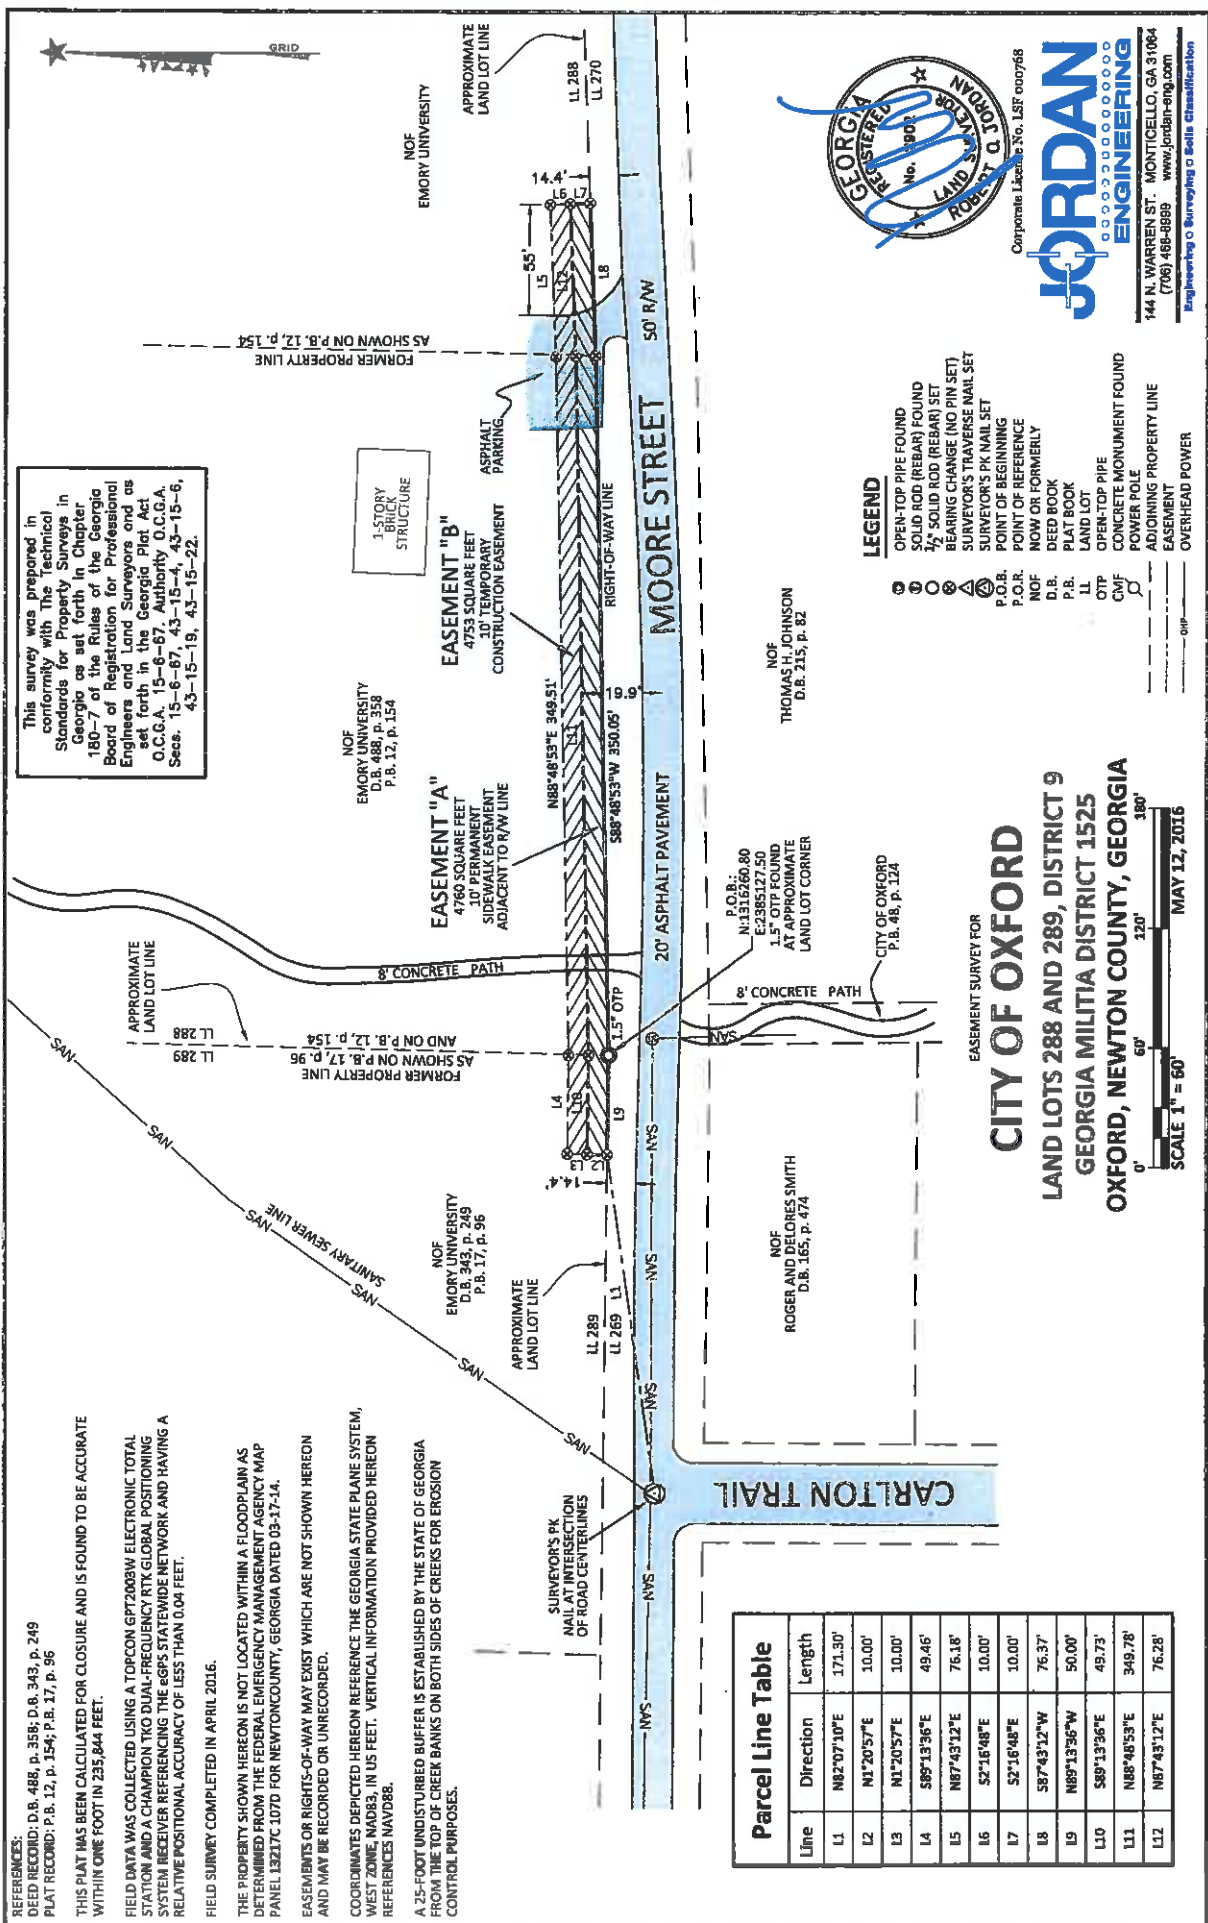 REFERENCES:
DEED RECORD: D.B. 488, p. 358; D.B. 343, p. 249
PLAT RECORD: P.B. 12, p. 154; P.B. 17, p. 96
THIS PLAT HAS BEEN CALCULATED FOR CLOSURE AND IS FOUND TO BE ACCURATE
WITHIN ONE FOOT IN 235,844 FEET.
FIELD DATA WAS COLLECTED USING A TOPCON GPT2003W ELECTRONIC TOTAL
STATION AND A CHAMPION TKO DUAL-FREQUENCY RTK GLOBAL POSITIONING
SYSTEM RECEIVER REFERENCING THE eGPS STATEWIDE NETWORK AND HAVING A
RELATIVE POSITIONAL ACCURACY OF LESS THAN 0.04 FEET.
FIELD SURVEY COMPLETED IN APRIL 2016.
THE PROPERTY SHOWN HEREON IS NOT LOCATED WITHIN A FLOODPLAIN AS
DETERMINED FROM THE FEDERAL EMERGENCY MANAGEMENT AGENCY MAP
PANEL 13217C 107D FOR NEWTONCOUNTY, GEORGIA DATED 03-17-14.
EASEMENTS OR RIGHTS-OF-WAY MAY EXIST WHICH ARE NOT SHOWN HEREON
AND MAY BE RECORDED OR UNRECORDED.
COORDINATES DEPICTED HEREON REFERENCE THE GEORGIA STATE PLANE SYSTEM,
WEST ZONE, NAD83, IN US FEET. VERTICAL INFORMATION PROVIDED HEREON
REFERENCES NAVD88.
A 25-FOOT UNDISTURBED BUFFER IS ESTABLISHED BY THE STATE OF GEORGIA
FROM THE TOP OF CREEK BANKS ON BOTH SIDES OF CREEKS FOR EROSION
CONTROL PURPOSES.
This survey was prepared in
conformity with The Technical
Standards for Property Surveys in
Georgia as set forth in Chapter
180-7 of the Rules of the Georgia
Board of Registration for Professional
Engineers and Land Surveyors and as
set forth in the Georgia Plat Act
O.C.G.A. 15-6-67. Authority O.C.G.A.
Secs. 15-6-67, 43-15-4, 43-15-6,
43-15-19, 43-15-22.
GRID
SAN
SAN
SAN
SAN
SAN
SAN
SANITARY SEWER LINE
APPROXIMATE
LAND LOT LINE
LL 289
LL 288
FORMER PROPERTY LINE
AS SHOWN ON P.B. 17, p. 96
AND ON P.B. 12, p. 154
8' CONCRETE PATH
NOF
EMORY UNIVERSITY
D.B. 343, p. 249
P.B. 17, p. 96
APPROXIMATE
LAND LOT LINE
LL 289
LL 269
L1
L2
L3
L4
L10
L9
14.4'
1.5" OTP
NOF
EMORY UNIVERSITY
D.B. 488, p. 358
P.B. 12, p. 154
EASEMENT "A"
4760 SQUARE FEET
10' PERMANENT
SIDEWALK EASEMENT
ADJACENT TO R/W LINE
N88°48'53"E 349.51'
L11
S88°48'53"W 350.05'
19.9'
EASEMENT "B"
4753 SQUARE FEET
10' TEMPORARY
CONSTRUCTION EASEMENT
RIGHT-OF-WAY LINE
1-STORY
BRICK
STRUCTURE
ASPHALT
PARKING
FORMER PROPERTY LINE
AS SHOWN ON P.B. 12, p. 154
55'
L5
L12
L6
L7
L8
14.4'
NOF
EMORY UNIVERSITY
APPROXIMATE
LAND LOT LINE
LL 288
LL 270
SURVEYOR'S PK
NAIL AT INTERSECTION
OF ROAD CENTERLINES
SAN
SAN
SAN
SAN
SAN
SAN
20' ASPHALT PAVEMENT
MOORE STREET
50' R/W
CARLTON TRAIL
NOF
ROGER AND DELORES SMITH
D.B. 165, p. 474
P.O.B.:
N:1316260.80
E:2385127.50
1.5" OTP FOUND
AT APPROXIMATE
LAND LOT CORNER
8' CONCRETE PATH
CITY OF OXFORD
P.B. 48, p. 124
NOF
THOMAS H. JOHNSON
D.B. 215, p. 82
Parcel Line Table
Line Direction Length
L1 N82°07'10"E 171.30'
L2 N1°20'57"E 10.00'
L3 N1°20'57"E 10.00'
L4 S89°13'36"E 49.46'
L5 N87°43'12"E 76.18'
L6 S2°16'48"E 10.00'
L7 S2°16'48"E 10.00'
L8 S87°43'12"W 76.37'
L9 N89°13'36"W 50.00'
L10 S89°13'36"E 49.73'
L11 N88°48'53"E 349.78'
L12 N87°43'12"E 76.28'
EASEMENT SURVEY FOR
CITY OF OXFORD
LAND LOTS 288 AND 289, DISTRICT 9
GEORGIA MILITIA DISTRICT 1525
OXFORD, NEWTON COUNTY, GEORGIA
0' 60' 120' 180'
SCALE 1" = 60' MAY 12, 2016
LEGEND
OPEN-TOP PIPE FOUND
SOLID ROD (REBAR) FOUND
1/2" SOLID ROD (REBAR) SET
BEARING CHANGE (NO PIN SET)
SURVEYOR'S TRAVERSE NAIL SET
SURVEYOR'S PK NAIL SET
P.O.B. POINT OF BEGINNING
P.O.R. POINT OF REFERENCE
NOF NOW OR FORMERLY
D.B. DEED BOOK
P.B. PLAT BOOK
LL LAND LOT
OTP OPEN-TOP PIPE
CMF CONCRETE MONUMENT FOUND
POWER POLE
ADJOINING PROPERTY LINE
EASEMENT
OHP OVERHEAD POWER
GEORGIA
REGISTERED
No.
LAND SURVEYOR
ROBERT O. JORDAN
Corporate License No. LSF 000768
JORDAN
ENGINEERING
144 N. WARREN ST. MONTICELLO, GA 31064
(706) 468-8999 www.jordan-eng.com
Engineering o Surveying o Soils Classification